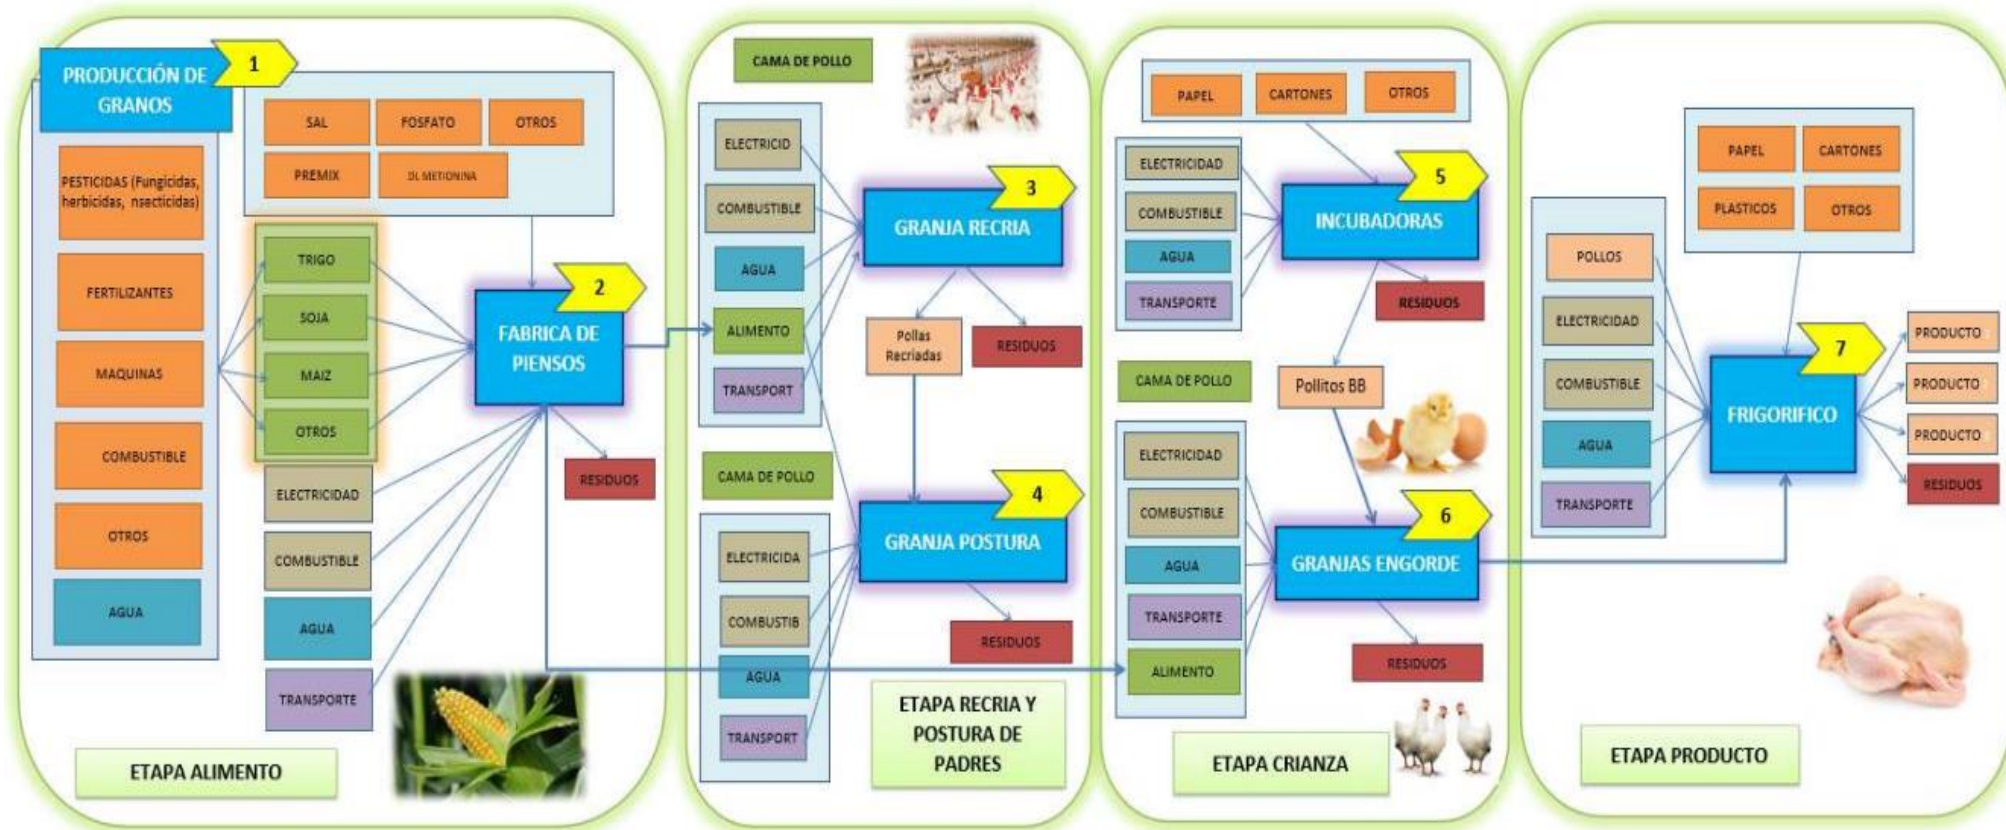 PRODUCCIÓN DE
GRANOS
1
PESTICIDAS (Fungicidas,
herbicidas, nsecticidas)
FERTILIZANTES
MAQUINAS
COMBUSTIBLE
OTROS
AGUA
SAL
FOSFATO
OTROS
PREMIX
DL METIONINA
TRIGO
SOJA
MAIZ
OTROS
ELECTRICIDAD
COMBUSTIBLE
AGUA
TRANSPORTE
2
FABRICA DE
PIENSOS
RESIDUOS
ETAPA ALIMENTO
CAMA DE POLLO
ELECTRICID
COMBUSTIBLE
AGUA
ALIMENTO
TRANSPORT
3
GRANJA RECRIA
Pollas
Recriadas
RESIDUOS
CAMA DE POLLO
ELECTRICIDA
COMBUSTIB
AGUA
TRANSPORT
4
GRANJA POSTURA
RESIDUOS
ETAPA RECRIA Y
POSTURA DE
PADRES
PAPEL
CARTONES
OTROS
ELECTRICIDAD
COMBUSTIBLE
AGUA
TRANSPORTE
5
INCUBADORAS
RESIDUOS
Pollitos BB
CAMA DE POLLO
ELECTRICIDAD
COMBUSTIBLE
AGUA
TRANSPORTE
ALIMENTO
6
GRANJAS ENGORDE
RESIDUOS
ETAPA CRIANZA
PAPEL
CARTONES
PLASTICOS
OTROS
POLLOS
ELECTRICIDAD
COMBUSTIBLE
AGUA
TRANSPORTE
7
FRIGORIFICO
PRODUCTO
PRODUCTO
PRODUCTO
RESIDUOS
ETAPA PRODUCTO